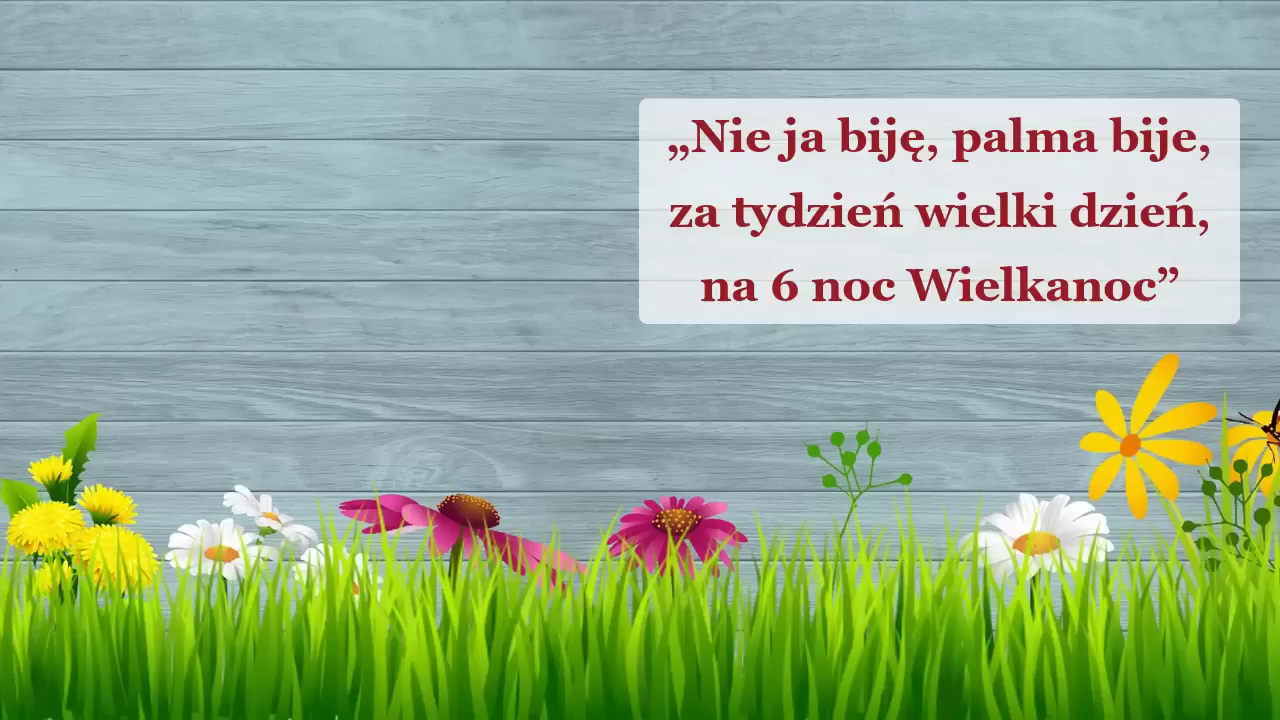 „Nie ja biję, palma bije,
za tydzień wielki dzień,
na 6 noc Wielkanoc”